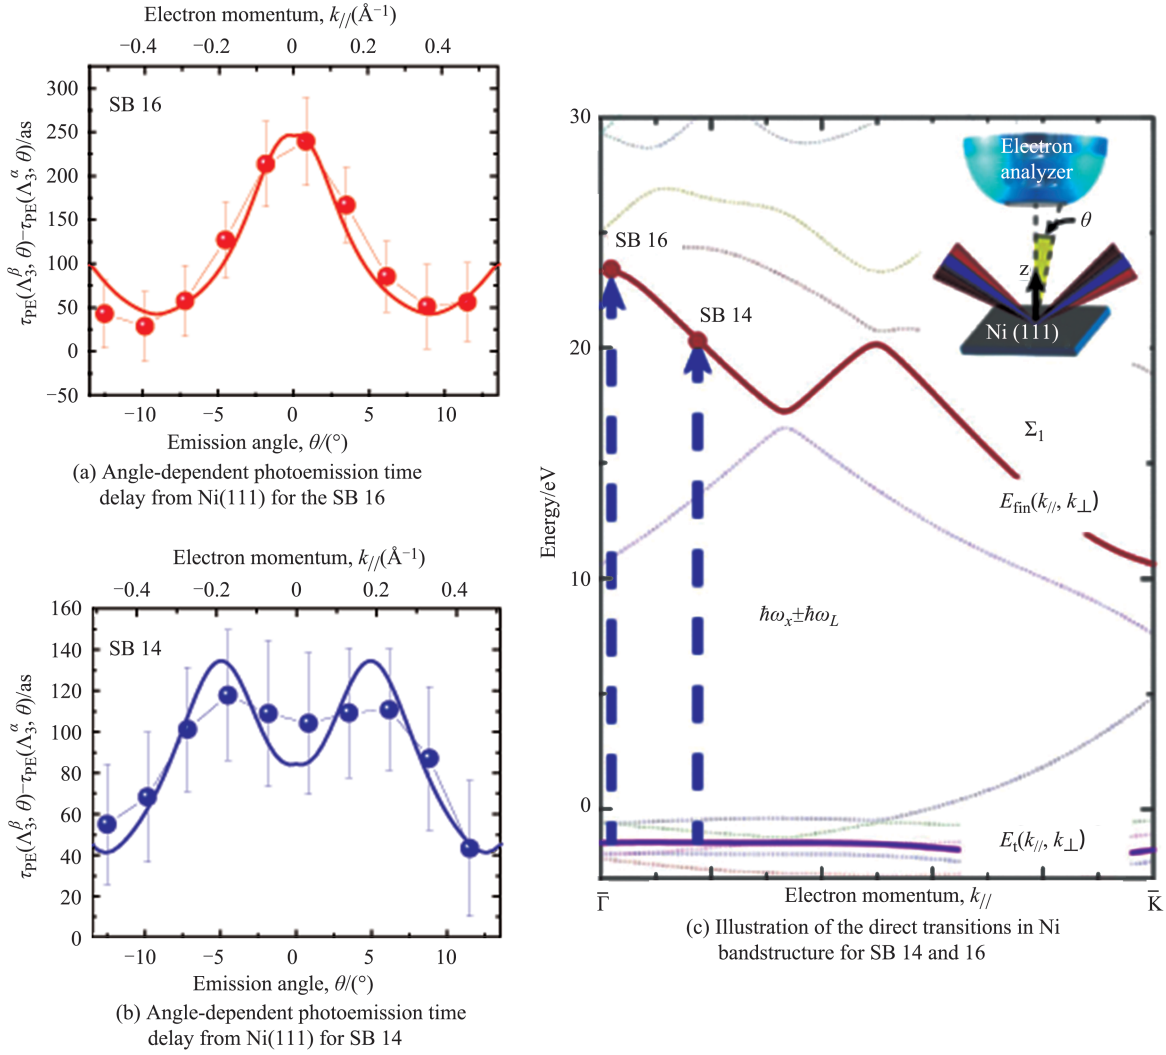 Electron momentum, k//(Å−1)
−0.4 −0.2 0 0.2 0.4
300
250
200
150
100
50
0
−50
SB 16
τPE(Λ3β, θ)−τPE(Λ3α, θ)/as
−10 −5 0 5 10
Emission angle, θ/(°)
(a) Angle-dependent photoemission time
delay from Ni(111) for the SB 16
Electron momentum, k//(Å−1)
−0.4 −0.2 0 0.2 0.4
160
140
120
100
80
60
40
20
0
SB 14
τPE(Λ3β, θ)−τPE(Λ3α, θ)/as
−10 −5 0 5 10
Emission angle, θ/(°)
(b) Angle-dependent photoemission time
delay from Ni(111) for SB 14
30
20
10
0
Energy/eV
Electron
analyzer
θ
z
Ni (111)
SB 16
SB 14
Σ1
Efin(k//, k⊥)
ħωx±ħωL
Et(k//, k⊥)
Γ̅ Electron momentum, k// K̅
(c) Illustration of the direct transitions in Ni
bandstructure for SB 14 and 16